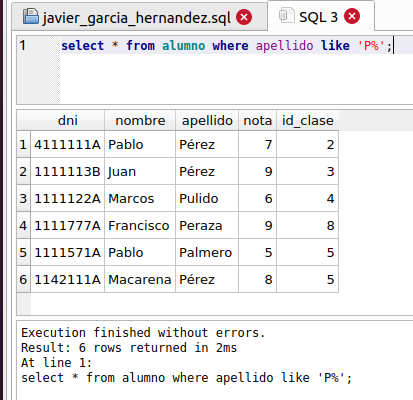 javier_garcia_hernandez.sql SQL 3
1 select * from alumno where apellido like 'P%';
dni nombre apellido nota id_clase
1 4111111A Pablo Pérez 7 2
2 1111113B Juan Pérez 9 3
3 1111122A Marcos Pulido 6 4
4 1111777A Francisco Peraza 9 8
5 1111571A Pablo Palmero 5 5
6 1142111A Macarena Pérez 8 5
Execution finished without errors.
Result: 6 rows returned in 2ms
At line 1:
select * from alumno where apellido like 'P%';